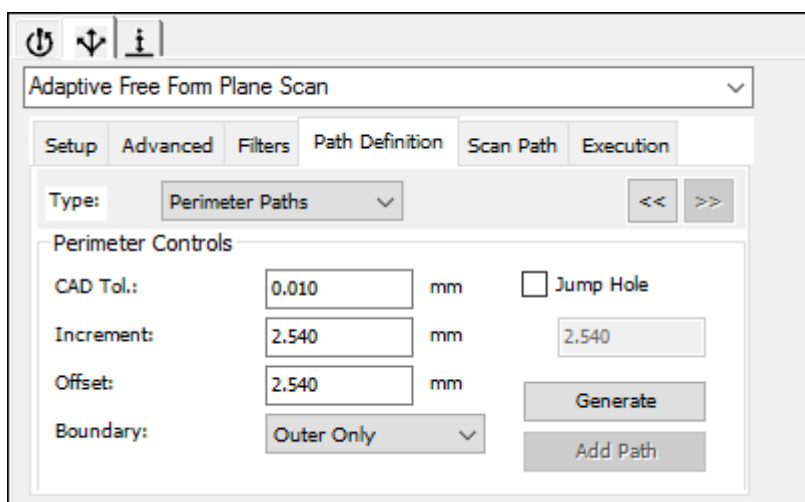 Adaptive Free Form Plane Scan
Setup Advanced Filters Path Definition Scan Path Execution
Type: Perimeter Paths << >>
Perimeter Controls
CAD Tol.: 0.010 mm Jump Hole
Increment: 2.540 mm 2.540
Offset: 2.540 mm
Generate
Boundary: Outer Only
Add Path